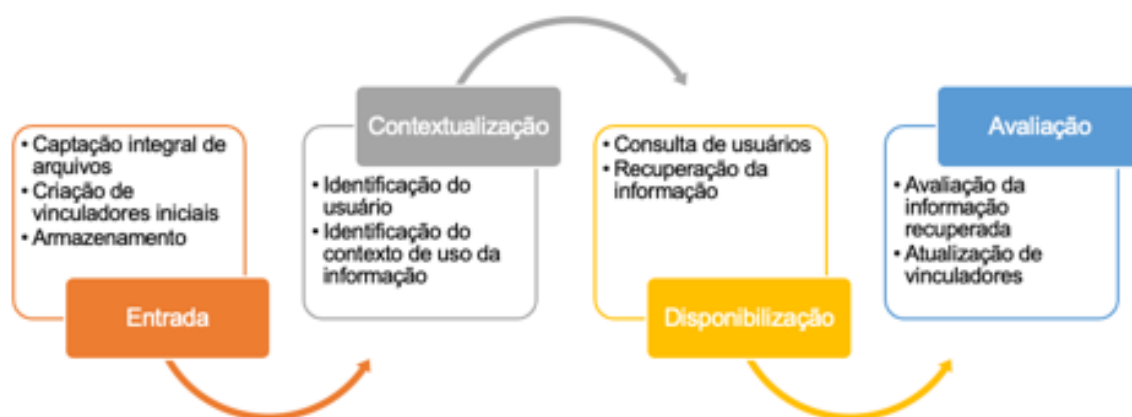 • Captação integral de
arquivos
• Criação de
vinculadores iniciais
• Armazenamento
Entrada
Contextualização
• Identificação do
usuário
• Identificação do
contexto de uso da
informação
• Consulta de usuários
• Recuperação da
informação
Disponibilização
Avaliação
• Avaliação da
informação
recuperada
• Atualização de
vinculadores